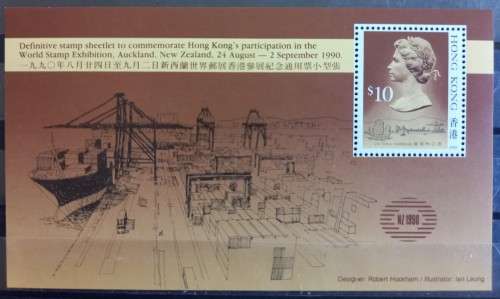 Definitive stamp sheetlet to commemorate Hong Kong's participation in the
World Stamp Exhibition, Auckland, New Zealand, 24 August — 2 September 1990.
一九九〇年八月廿四日至九月二日新西蘭世界郵展香港參展紀念通用票小型張
$10
HONG KONG 香港
NZ 1990
Designer: Robert Hookham / Illustrator: Ian Leung